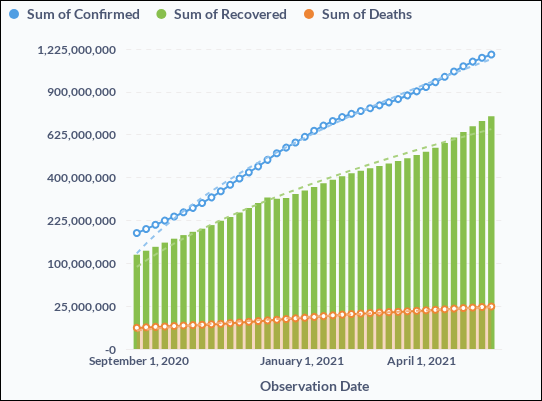 Sum of Confirmed Sum of Recovered Sum of Deaths
1,225,000,000
900,000,000
625,000,000
400,000,000
225,000,000
100,000,000
25,000,000
-0
September 1, 2020 January 1, 2021 April 1, 2021
Observation Date